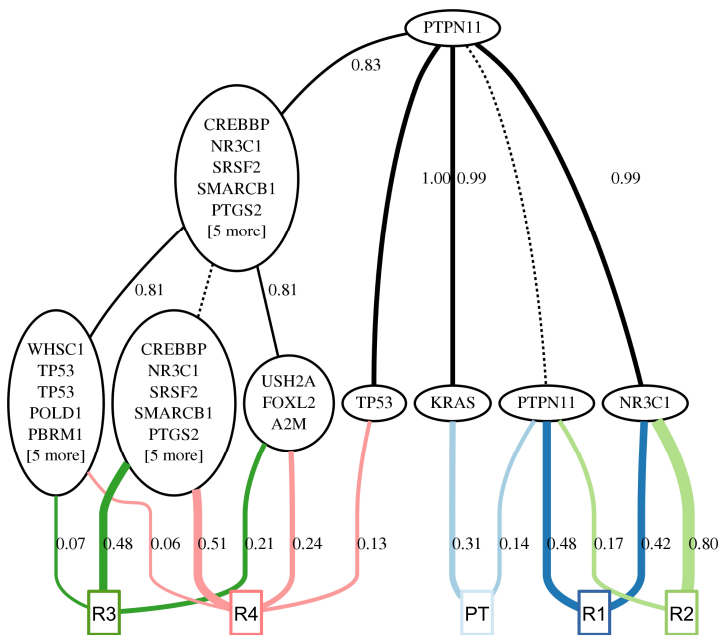 PTPN11
0.83
CREBBP
NR3C1
SRSF2
SMARCB1
PTGS2
[5 more]
1.00
0.99
0.99
0.81
0.81
WHSC1
TP53
TP53
POLD1
PBRM1
[5 more]
CREBBP
NR3C1
SRSF2
SMARCB1
PTGS2
[5 more]
USH2A
FOXL2
A2M
TP53
KRAS
PTPN11
NR3C1
0.07
0.48
0.06
0.51
0.21
0.24
0.13
0.31
0.14
0.48
0.17
0.42
0.80
R3
R4
PT
R1
R2